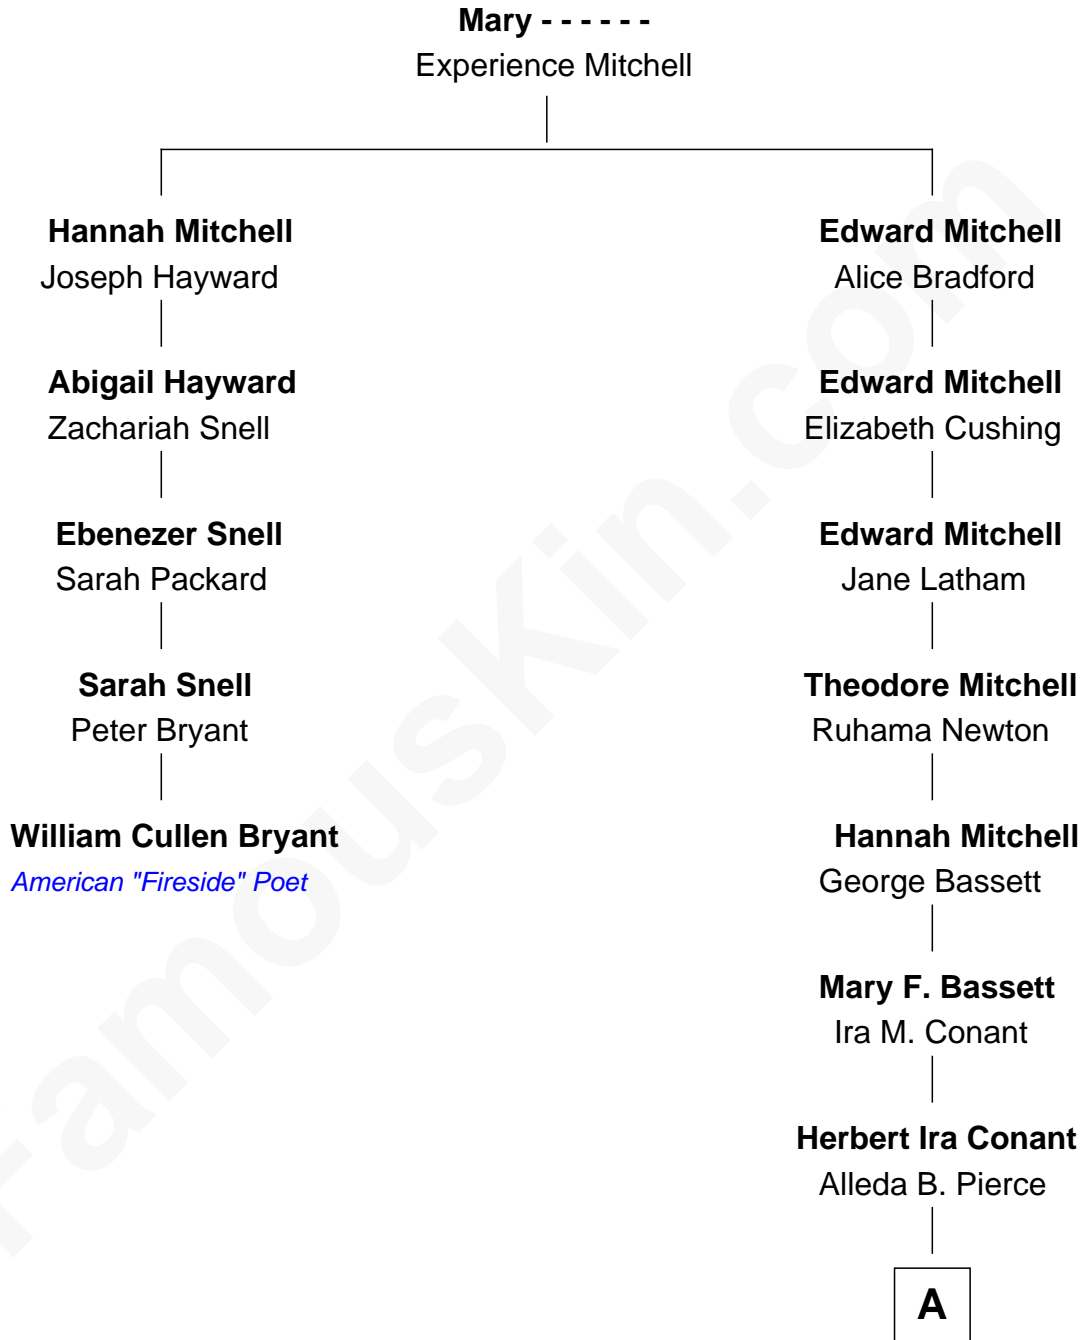 Mary - - - - - -
Experience Mitchell
Hannah Mitchell
Joseph Hayward
Abigail Hayward
Zachariah Snell
Ebenezer Snell
Sarah Packard
Sarah Snell
Peter Bryant
William Cullen Bryant
American "Fireside" Poet
Edward Mitchell
Alice Bradford
Edward Mitchell
Elizabeth Cushing
Edward Mitchell
Jane Latham
Theodore Mitchell
Ruhama Newton
Hannah Mitchell
George Bassett
Mary F. Bassett
Ira M. Conant
Herbert Ira Conant
Alleda B. Pierce
A
FamousKin.com